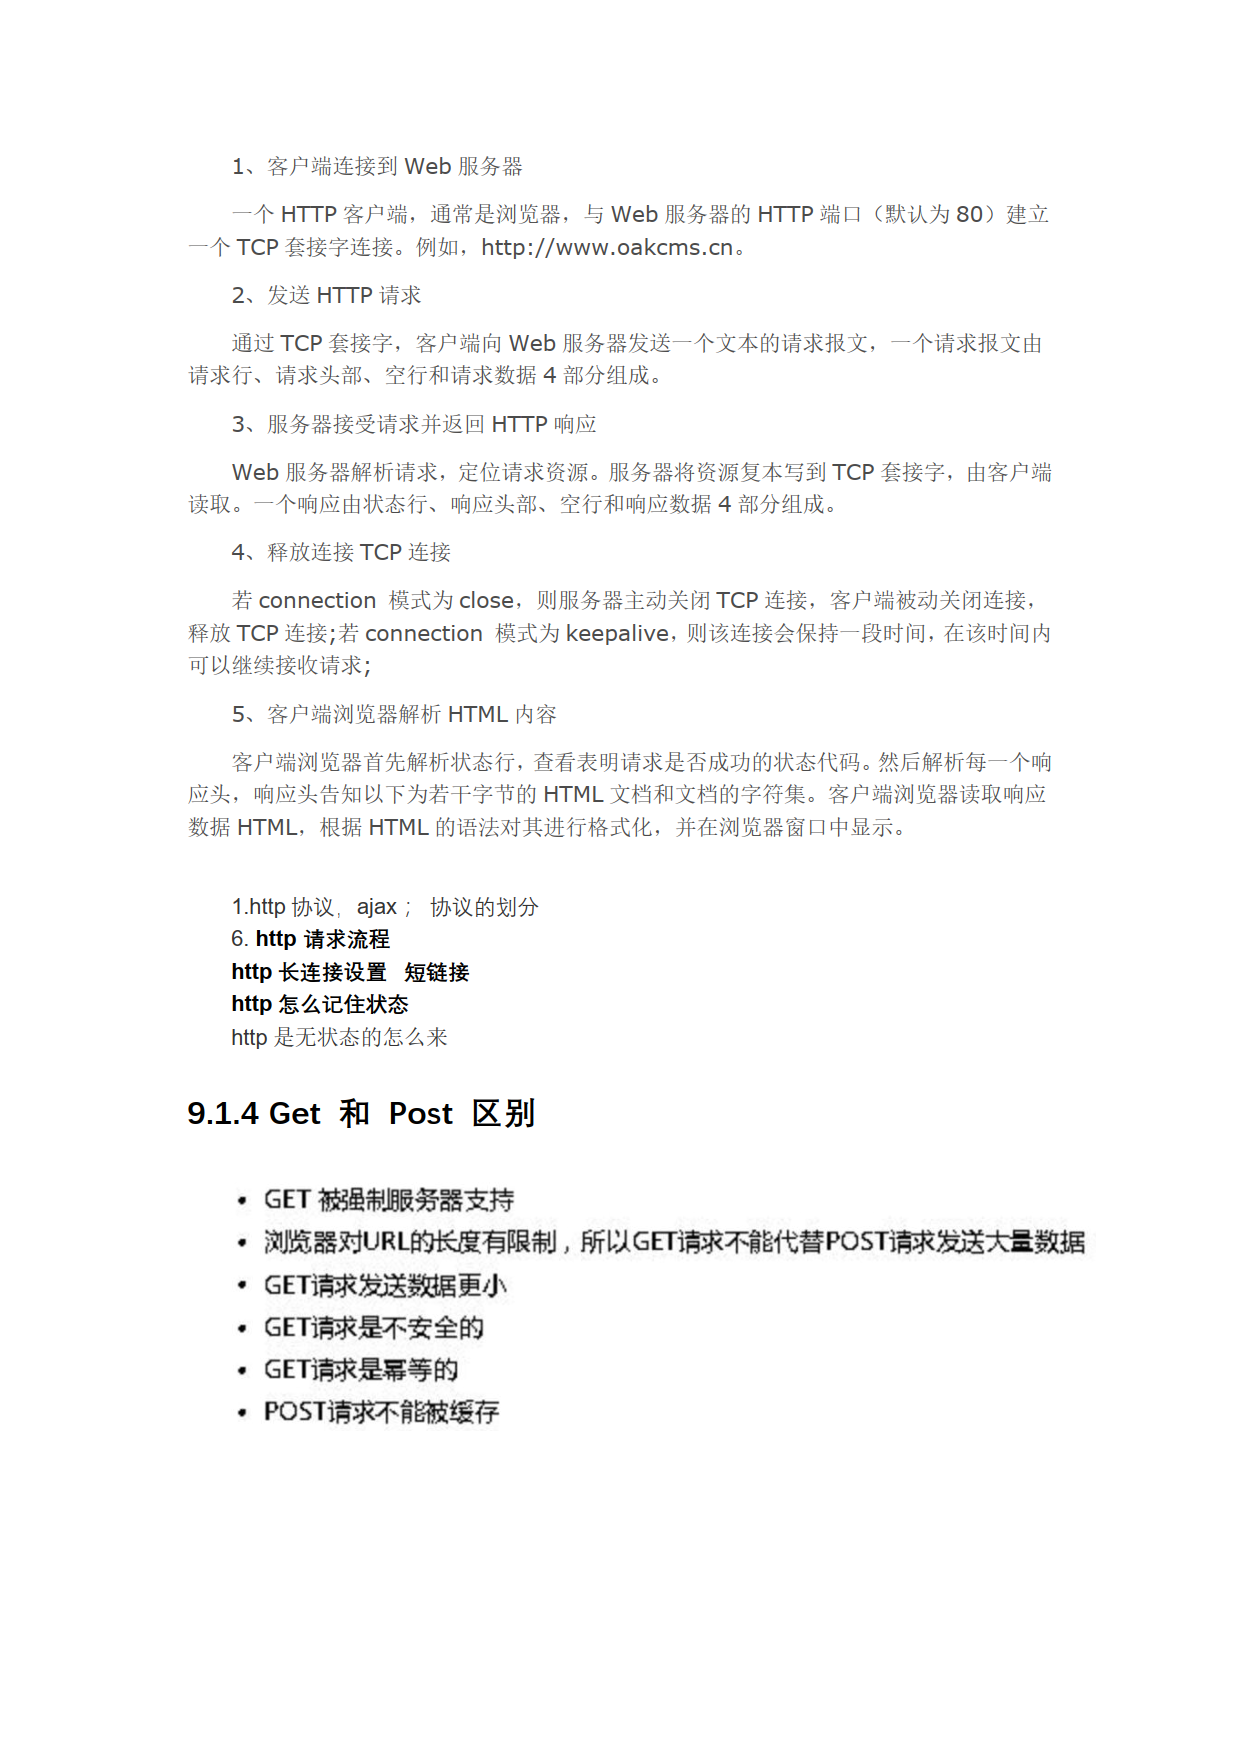 1、客户端连接到 Web 服务器
一个 HTTP 客户端，通常是浏览器，与 Web 服务器的 HTTP 端口（默认为 80）建立
一个 TCP 套接字连接。例如，http://www.oakcms.cn。
2、发送 HTTP 请求
通过 TCP 套接字，客户端向 Web 服务器发送一个文本的请求报文，一个请求报文由
请求行、请求头部、空行和请求数据 4 部分组成。
3、服务器接受请求并返回 HTTP 响应
Web 服务器解析请求，定位请求资源。服务器将资源复本写到 TCP 套接字，由客户端
读取。一个响应由状态行、响应头部、空行和响应数据 4 部分组成。
4、释放连接 TCP 连接
若 connection 模式为 close，则服务器主动关闭 TCP 连接，客户端被动关闭连接，
释放 TCP 连接;若 connection 模式为 keepalive，则该连接会保持一段时间，在该时间内
可以继续接收请求;
5、客户端浏览器解析 HTML 内容
客户端浏览器首先解析状态行，查看表明请求是否成功的状态代码。然后解析每一个响
应头，响应头告知以下为若干字节的 HTML 文档和文档的字符集。客户端浏览器读取响应
数据 HTML，根据 HTML 的语法对其进行格式化，并在浏览器窗口中显示。
1.http 协议，ajax； 协议的划分
6. http 请求流程
http 长连接设置 短链接
http 怎么记住状态
http 是无状态的怎么来
9.1.4 Get 和 Post 区别
• GET 被强制服务器支持
• 浏览器对URL的长度有限制，所以GET请求不能代替POST请求发送大量数据
• GET请求发送数据更小
• GET请求是不安全的
• GET请求是幂等的
• POST请求不能被缓存